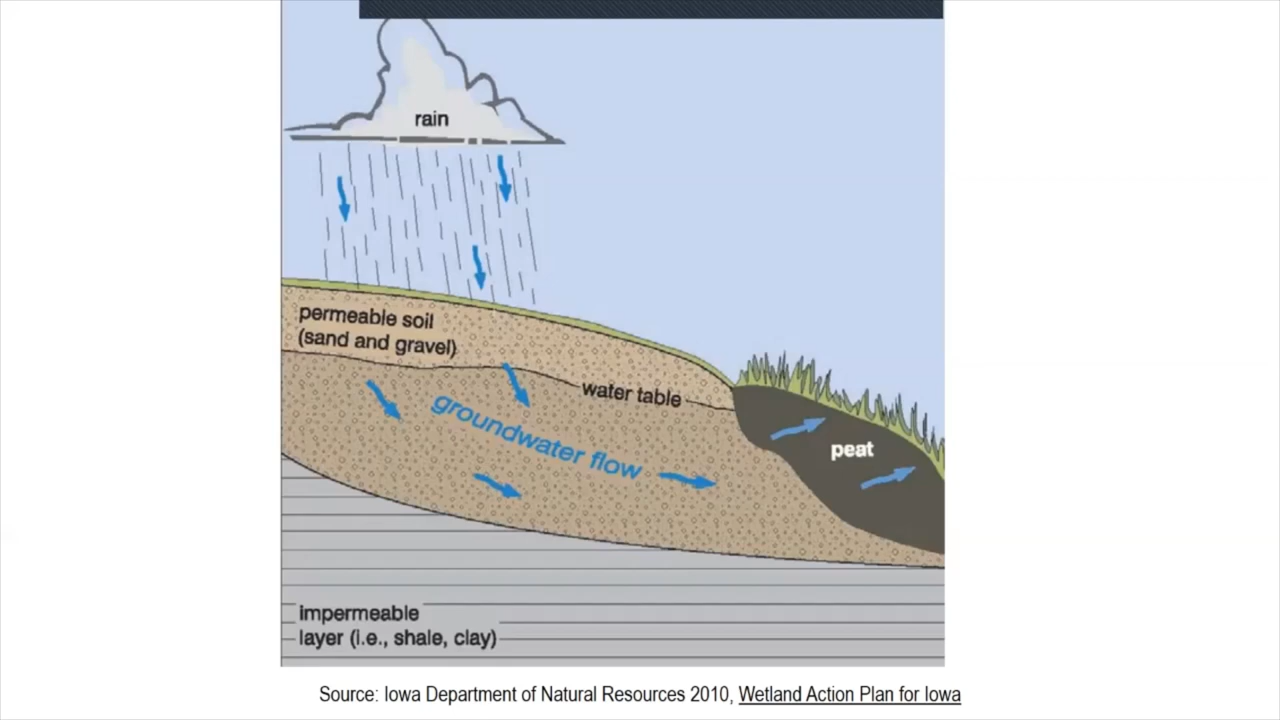 rain
permeable soil
(sand and gravel)
water table
groundwater flow
peat
impermeable
layer (i.e., shale, clay)
Source: Iowa Department of Natural Resources 2010, Wetland Action Plan for Iowa